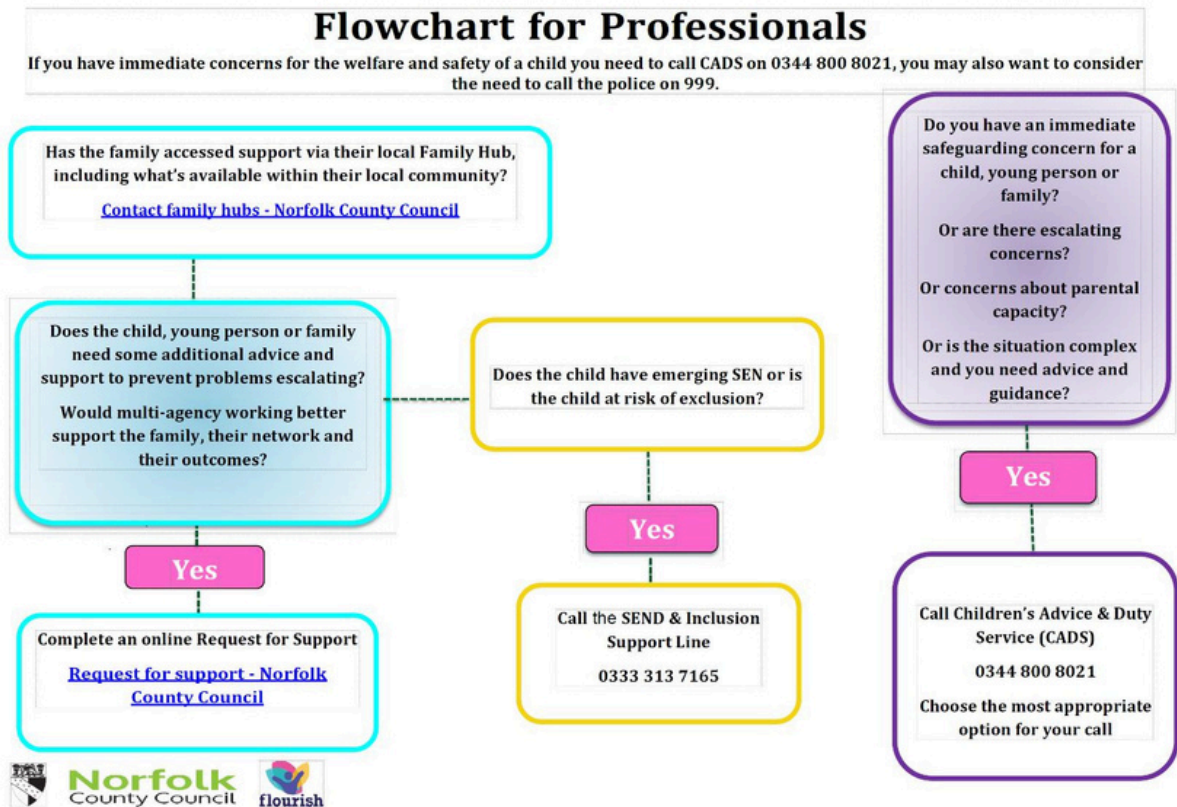 Flowchart for Professionals
If you have immediate concerns for the welfare and safety of a child you need to call CADS on 0344 800 8021, you may also want to consider
the need to call the police on 999.
Has the family accessed support via their local Family Hub,
including what's available within their local community?
Contact family hubs - Norfolk County Council
Does the child, young person or family
need some additional advice and
support to prevent problems escalating?
Would multi-agency working better
support the family, their network and
their outcomes?
Yes
Complete an online Request for Support
Request for support - Norfolk
County Council
Does the child have emerging SEN or is
the child at risk of exclusion?
Yes
Call the SEND & Inclusion
Support Line
0333 313 7165
Do you have an immediate
safeguarding concern for a
child, young person or
family?
Or are there escalating
concerns?
Or concerns about parental
capacity?
Or is the situation complex
and you need advice and
guidance?
Yes
Call Children's Advice & Duty
Service (CADS)
0344 800 8021
Choose the most appropriate
option for your call
Norfolk
County Council
flourish